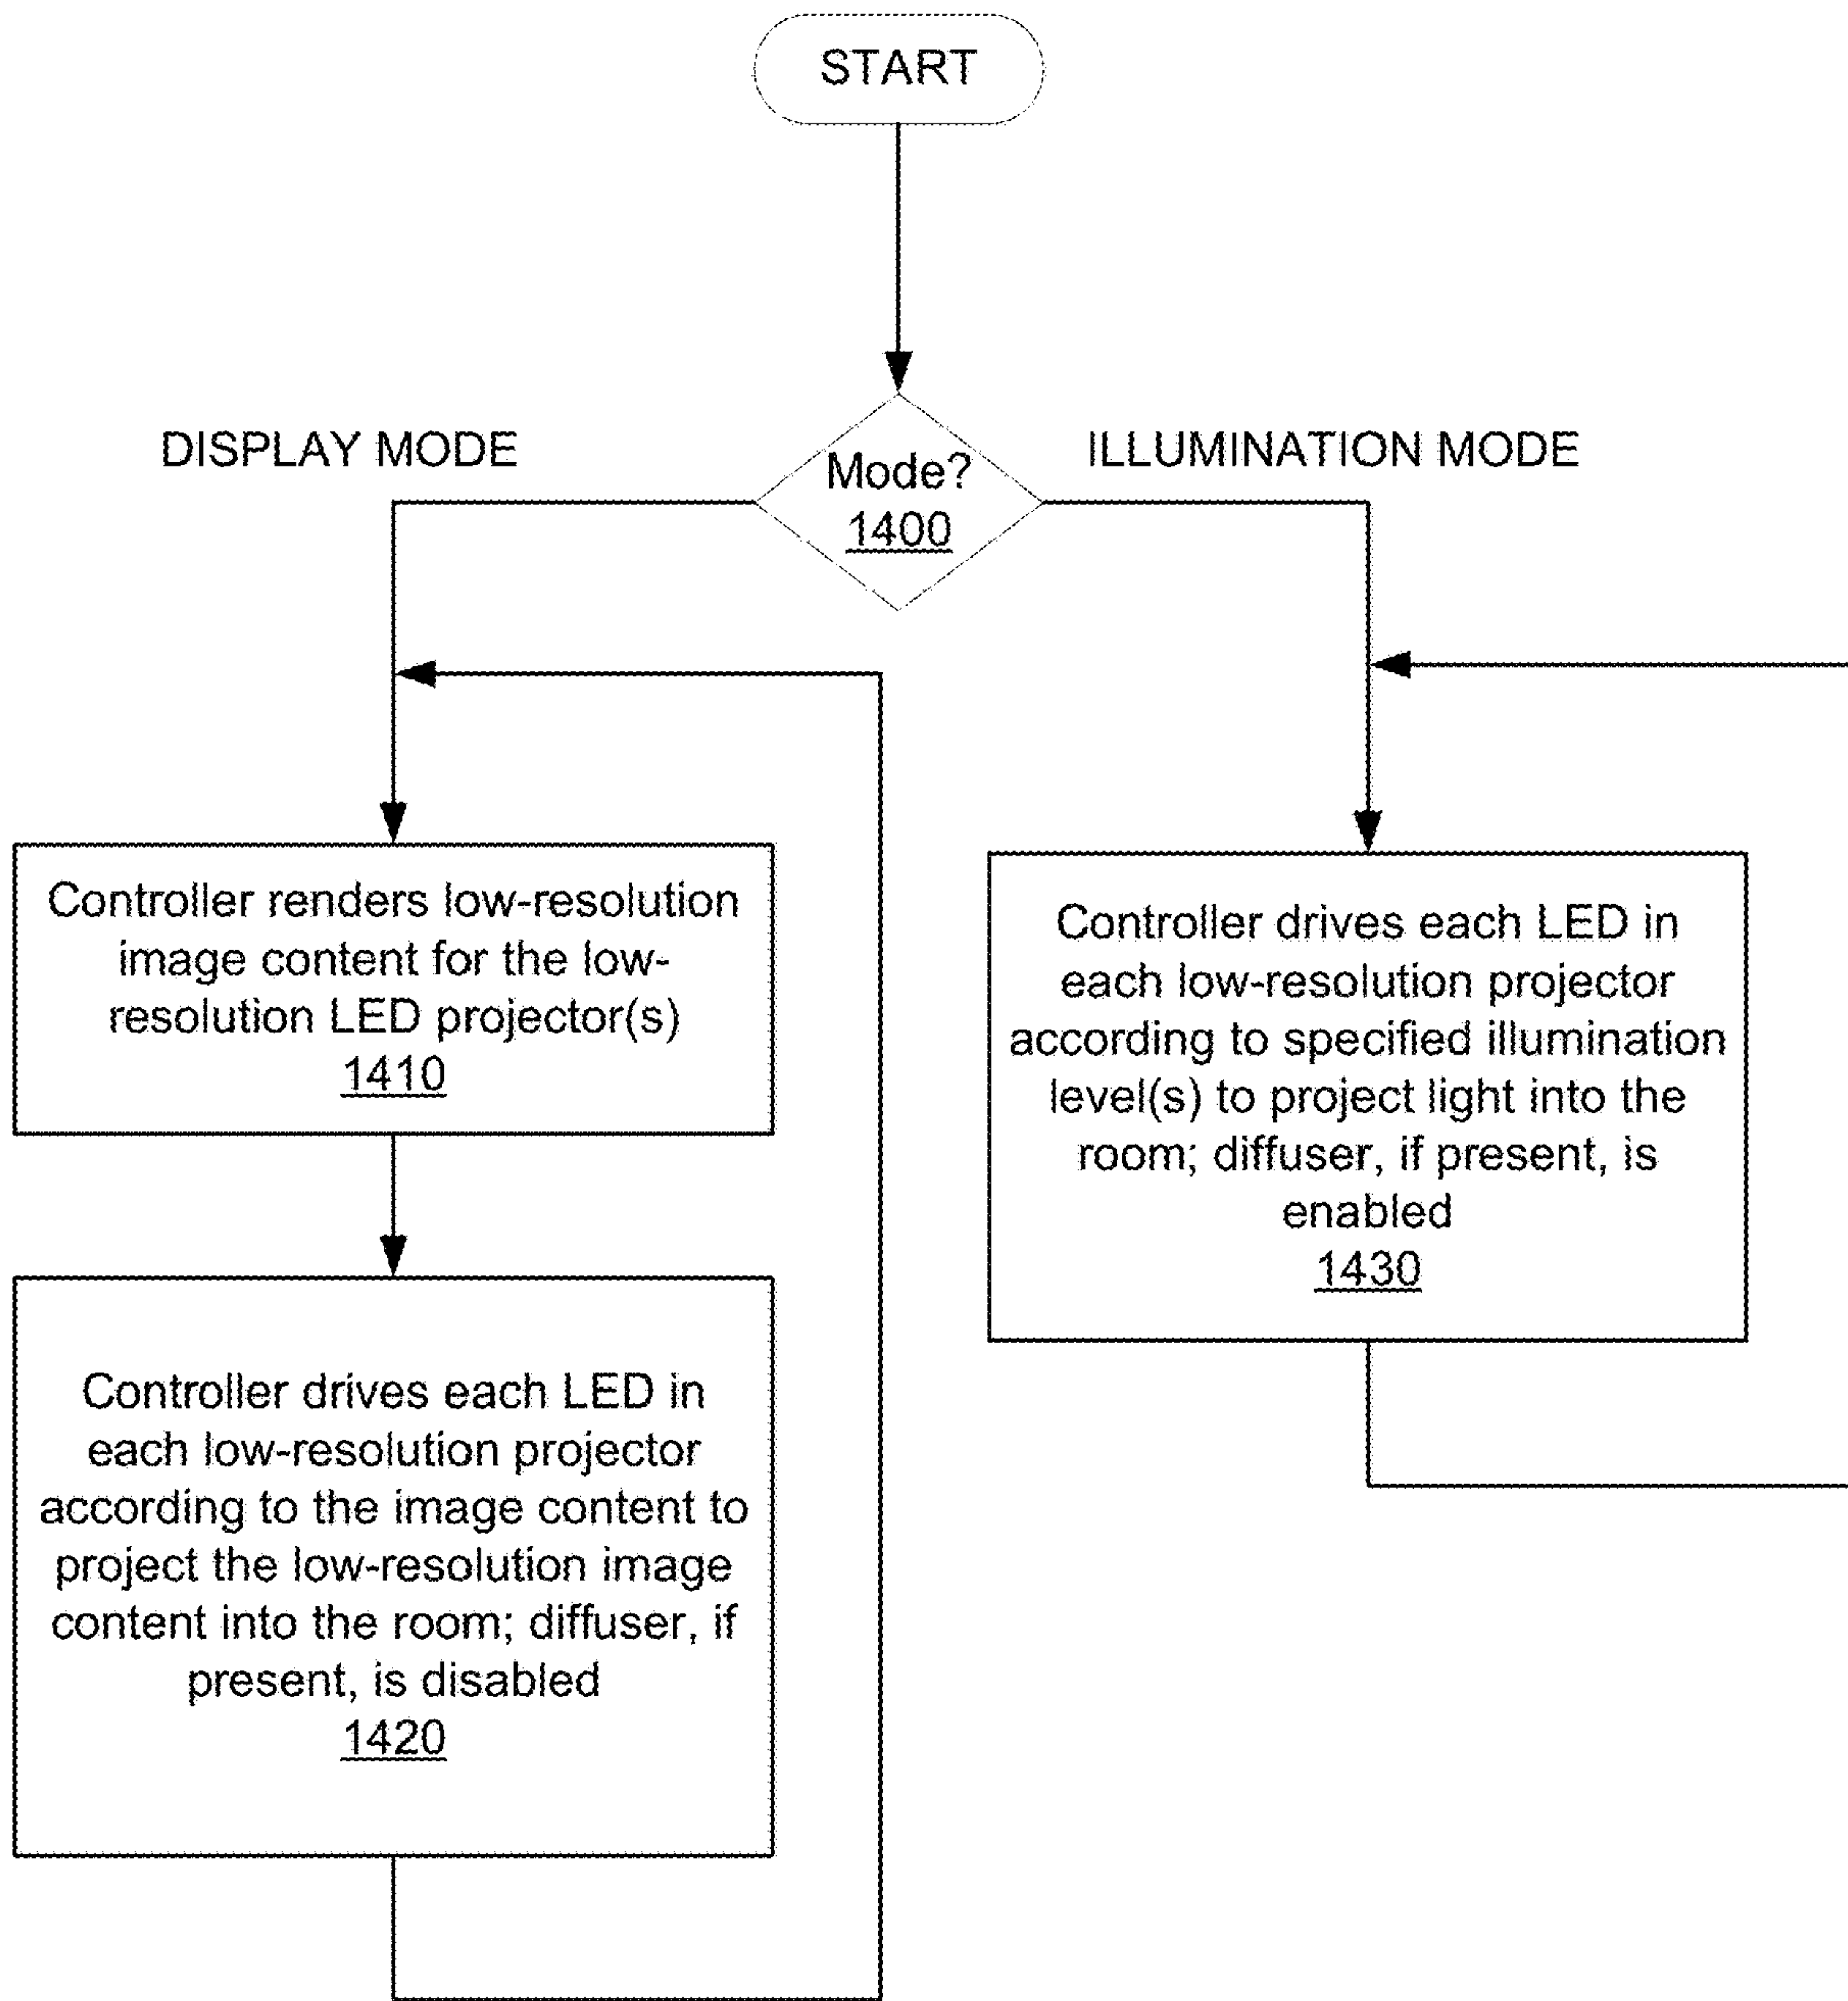 START
DISPLAY MODE
ILLUMINATION MODE
Mode?
1400
Controller renders low-resolution
image content for the low-
resolution LED projector(s)
1410
Controller drives each LED in
each low-resolution projector
according to the image content to
project the low-resolution image
content into the room; diffuser, if
present, is disabled
1420
Controller drives each LED in
each low-resolution projector
according to specified illumination
level(s) to project light into the
room; diffuser, if present, is
enabled
1430